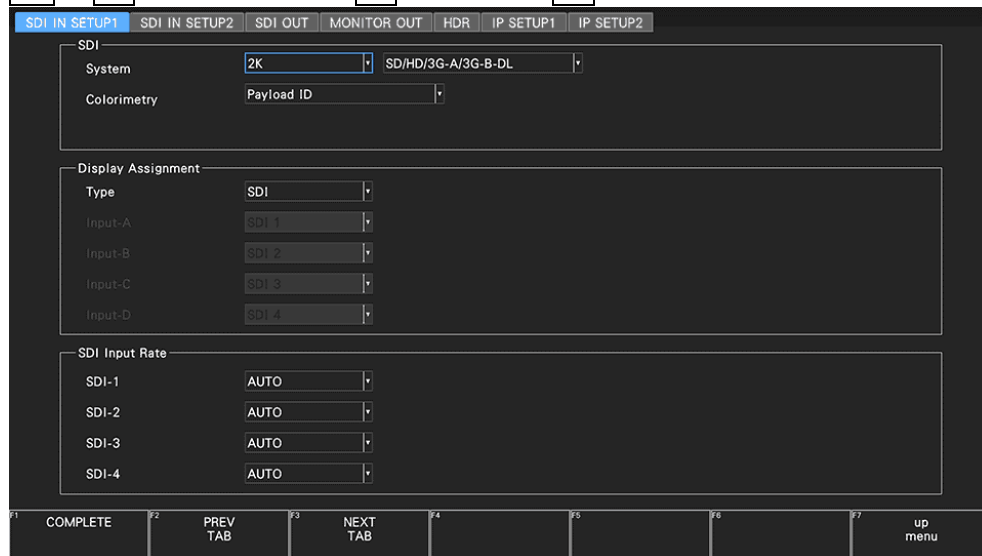 SDI IN SETUP1 SDI IN SETUP2 SDI OUT MONITOR OUT HDR IP SETUP1 IP SETUP2
SDI
System 2K SD/HD/3G-A/3G-B-DL
Colorimetry Payload ID
Display Assignment
Type SDI
Input-A SDI 1
Input-B SDI 2
Input-C SDI 3
Input-D SDI 4
SDI Input Rate
SDI-1 AUTO
SDI-2 AUTO
SDI-3 AUTO
SDI-4 AUTO
F1 COMPLETE F2 PREV F3 NEXT F4 F5 F6 F7 up
TAB TAB menu